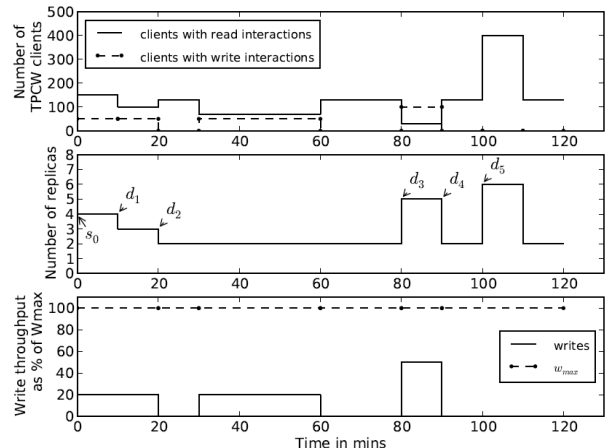 Number of
TPCW clients
500
400
300
200
100
0
clients with read interactions
clients with write interactions
0 20 40 60 80 100 120
Number of replicas
8
7
6
5
4
3
2
1
0
s0
d1
d2
d3
d4
d5
0 20 40 60 80 100 120
Write throughput
as % of Wmax
100
80
60
40
20
0
writes
wmax
0 20 40 60 80 100 120
Time in mins